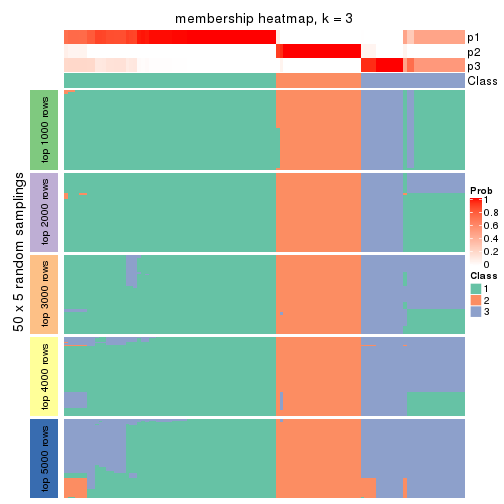 membership heatmap, k = 3
p1
p2
p3
Class
50 x 5 random samplings
top 1000 rows
top 2000 rows
top 3000 rows
top 4000 rows
top 5000 rows
Prob
1
0.8
0.6
0.4
0.2
0
Class
1
2
3